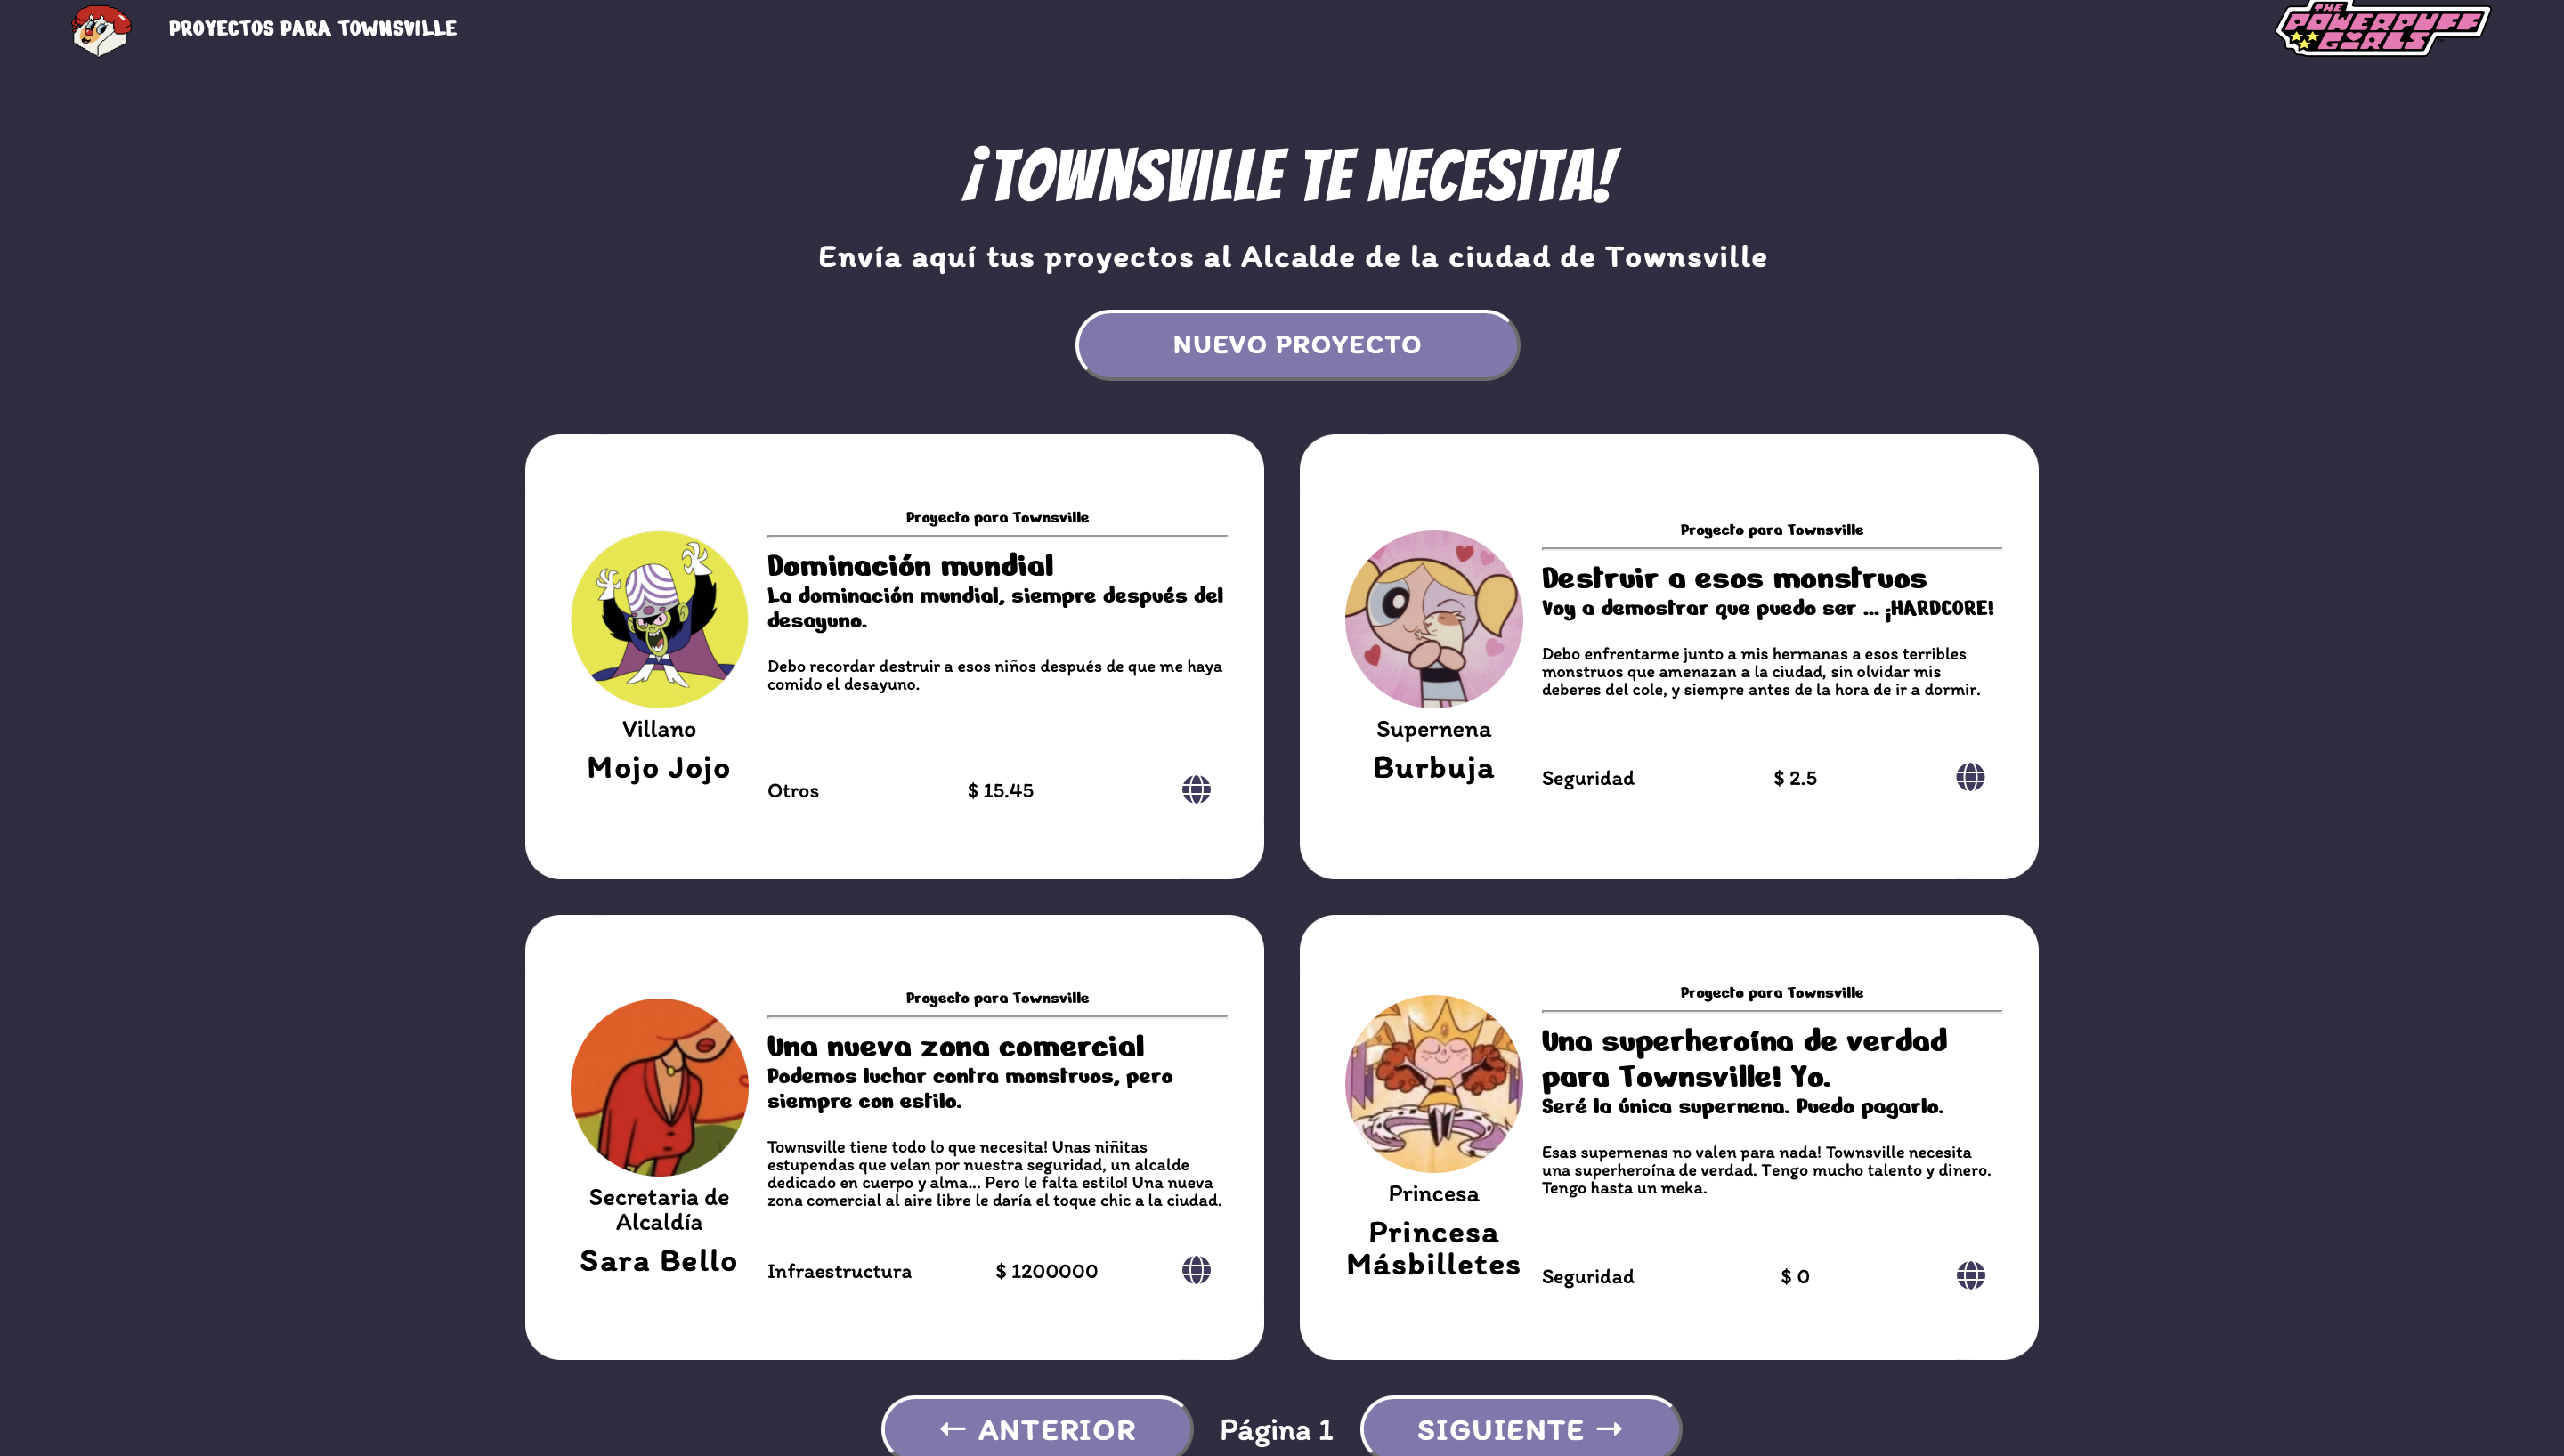 PROYECTOS PARA TOWNSVILLE
THE
POWERPUFF
GIRLS
¡TOWNSVILLE TE NECESITA!
Envía aquí tus proyectos al Alcalde de la ciudad de Townsville
NUEVO PROYECTO
Proyecto para Townsville
Dominación mundial
La dominación mundial, siempre después del
desayuno.
Debo recordar destruir a esos niños después de que me haya
comido el desayuno.
Villano
Mojo Jojo
Otros
$ 15.45
Proyecto para Townsville
Destruir a esos monstruos
Voy a demostrar que puedo ser ... ¡HARDCORE!
Debo enfrentarme junto a mis hermanas a esos terribles
monstruos que amenazan a la ciudad, sin olvidar mis
deberes del cole, y siempre antes de la hora de ir a dormir.
Supernena
Burbuja
Seguridad
$ 2.5
Proyecto para Townsville
Una nueva zona comercial
Podemos luchar contra monstruos, pero
siempre con estilo.
Townsville tiene todo lo que necesita! Unas niñitas
estupendas que velan por nuestra seguridad, un alcalde
dedicado en cuerpo y alma... Pero le falta estilo! Una nueva
zona comercial al aire libre le daría el toque chic a la ciudad.
Secretaria de
Alcaldía
Sara Bello
Infraestructura
$ 1200000
Proyecto para Townsville
Una superheroína de verdad
para Townsville! Yo.
Seré la única supernena. Puedo pagarlo.
Esas supernenas no valen para nada! Townsville necesita
una superheroína de verdad. Tengo mucho talento y dinero.
Tengo hasta un meka.
Princesa
Princesa
Másbilletes
Seguridad
$ 0
← ANTERIOR
Página 1
SIGUIENTE →